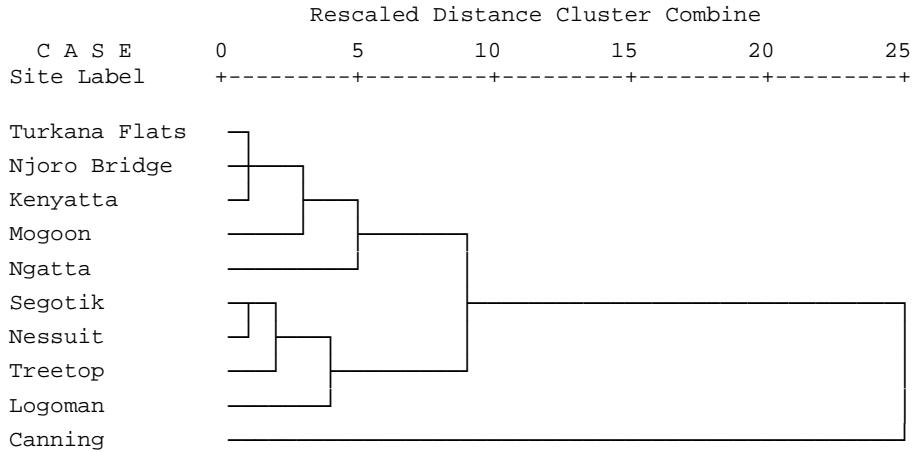 Rescaled Distance Cluster Combine
C A S E 0 5 10 15 20 25
Site Label +---------+---------+---------+---------+---------+
Turkana Flats
Njoro Bridge
Kenyatta
Mogoon
Ngatta
Segotik
Nessuit
Treetop
Logoman
Canning